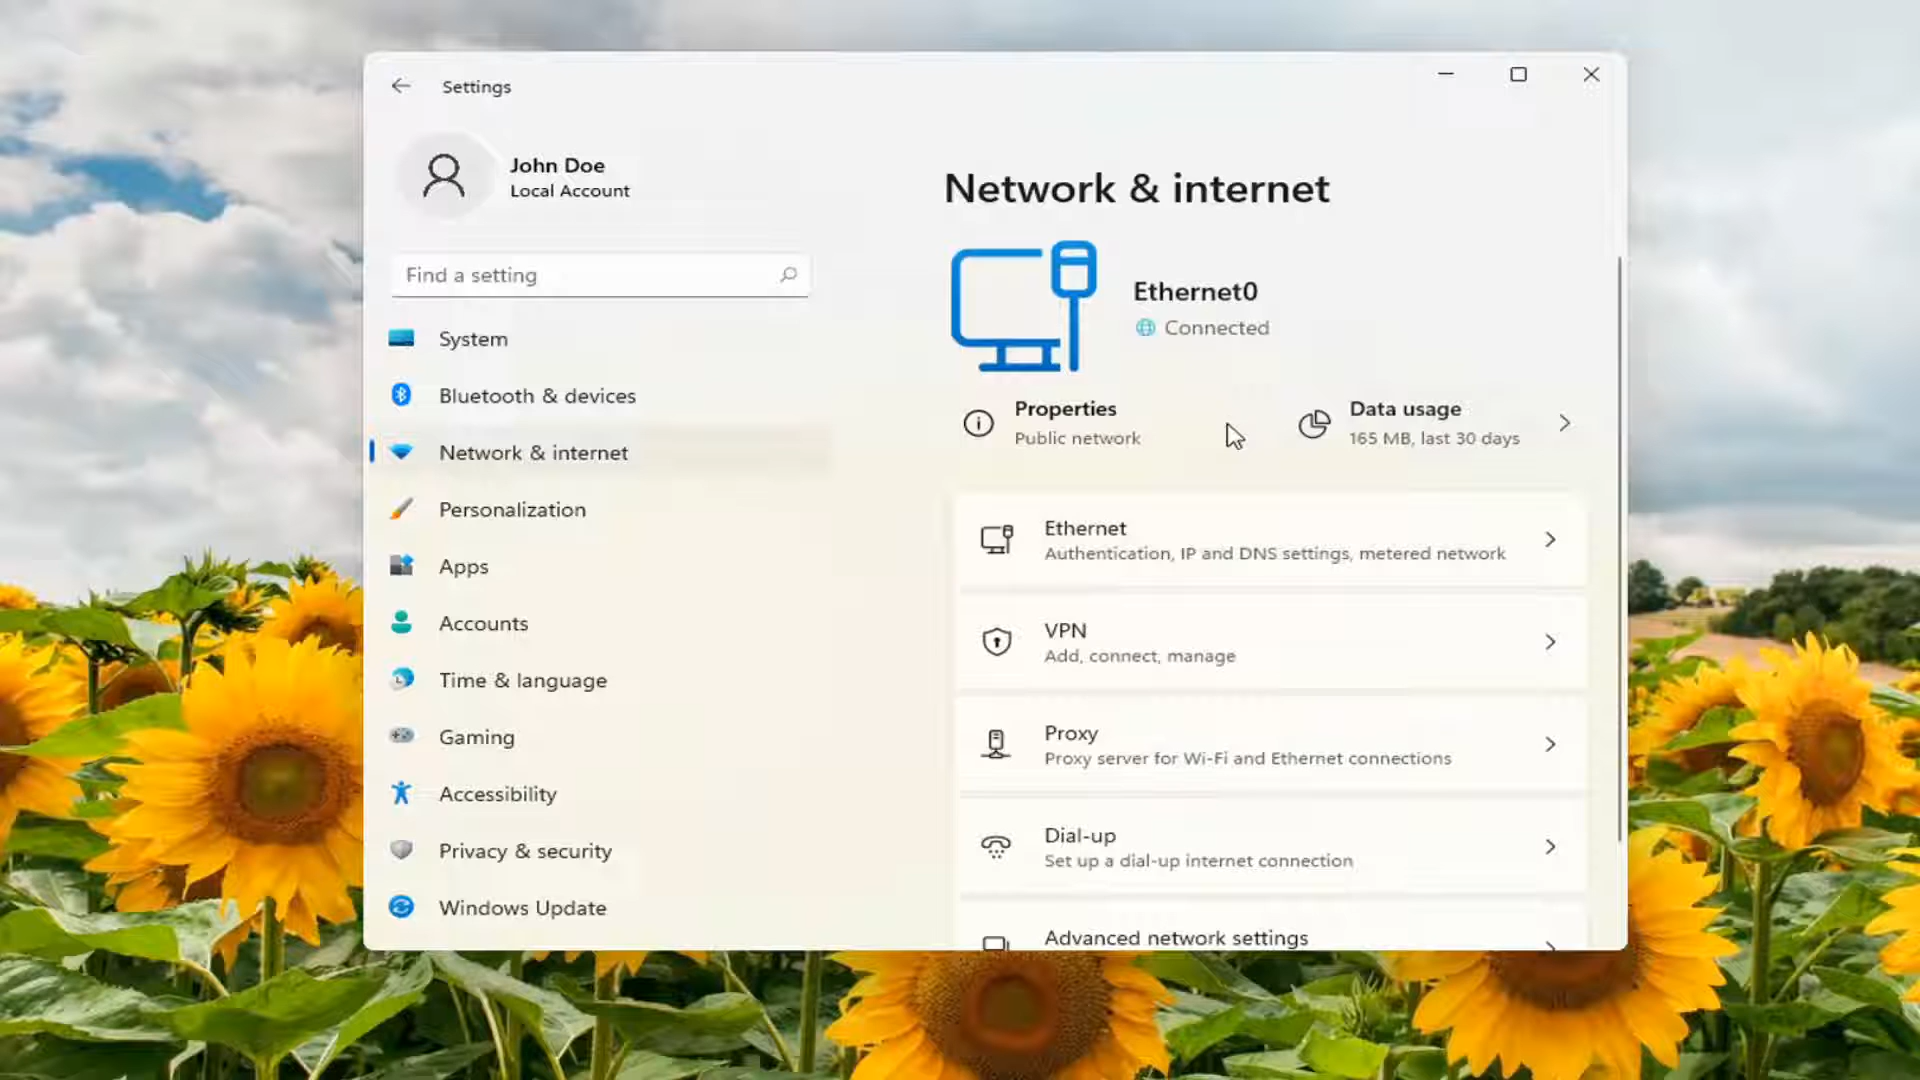 Settings
John Doe
Local Account
Find a setting
System
Bluetooth & devices
Network & internet
Personalization
Apps
Accounts
Time & language
Gaming
Accessibility
Privacy & security
Windows Update
Network & internet
Ethernet0
Connected
Properties
Public network
Data usage
165 MB, last 30 days
Ethernet
Authentication, IP and DNS settings, metered network
VPN
Add, connect, manage
Proxy
Proxy server for Wi-Fi and Ethernet connections
Dial-up
Set up a dial-up internet connection
Advanced network settings